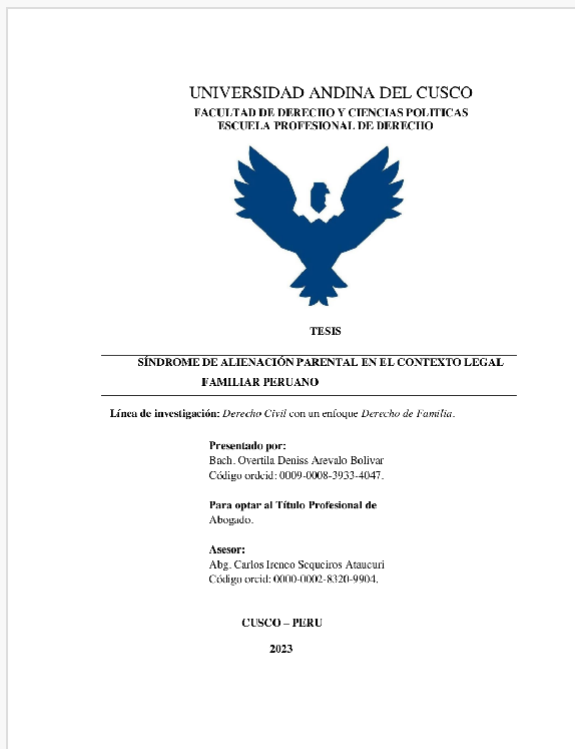 UNIVERSIDAD ANDINA DEL CUSCO
FACULTAD DE DERECHO Y CIENCIAS POLITICAS
ESCUELA PROFESIONAL DE DERECHO
TESIS
SÍNDROME DE ALIENACIÓN PARENTAL EN EL CONTEXTO LEGAL
FAMILIAR PERUANO
Línea de investigación: Derecho Civil con un enfoque Derecho de Familia.
Presentado por:
Bach. Overtila Deniss Arevalo Bolivar
Código ordcid: 0009-0008-3933-4047.
Para optar al Título Profesional de
Abogado.
Asesor:
Abg. Carlos Ireneo Sequeiros Ataucuri
Código orcid: 0000-0002-8320-9904.
CUSCO – PERU
2023